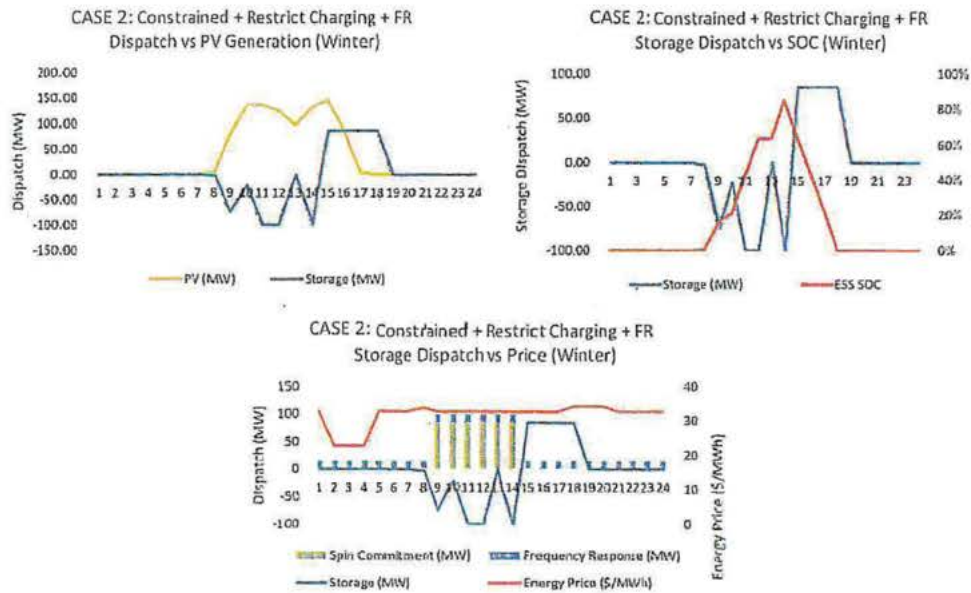 CASE 2: Constrained + Restrict Charging + FR
Dispatch vs PV Generation (Winter)
Dispatch (MW)
200.00
150.00
100.00
50.00
0.00
-50.00
-100.00
-150.00
1 2 3 4 5 6 7 8 9 10 11 12 13 14 15 16 17 18 19 20 21 22 23 24
PV (MW) Storage (MW)
CASE 2: Constrained + Restrict Charging + FR
Storage Dispatch vs SOC (Winter)
Storage Dispatch (MW)
100.00
50.00
0.00
-50.00
-100.00
1 3 5 7 9 11 13 15 17 19 21 23
100%
80%
60%
40%
20%
0%
Storage (MW) ESS SOC
CASE 2: Constrained + Restrict Charging + FR
Storage Dispatch vs Price (Winter)
Dispatch (MW)
150
100
50
0
-50
-100
1 2 3 4 5 6 7 8 9 10 11 12 13 14 15 16 17 18 19 20 21 22 23 24
40
30
20
10
0
Energy Price ($/MWh)
Spin Commitment (MW) Frequency Response (MW)
Storage (MW) Energy Price ($/MWh)